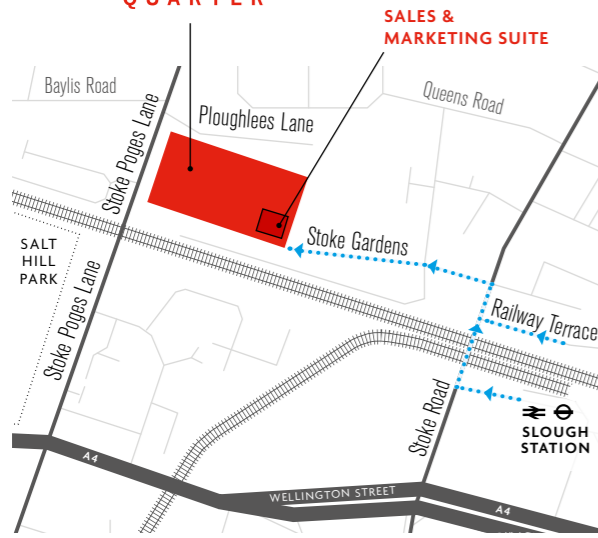 QUARTER
SALES &
MARKETING SUITE
Baylis Road
Queens Road
Ploughlees Lane
Stoke Poges Lane
Stoke Gardens
SALT
HILL
PARK
Stoke Poges Lane
Railway Terrace
Stoke Road
SLOUGH
STATION
A4
WELLINGTON STREET
A4